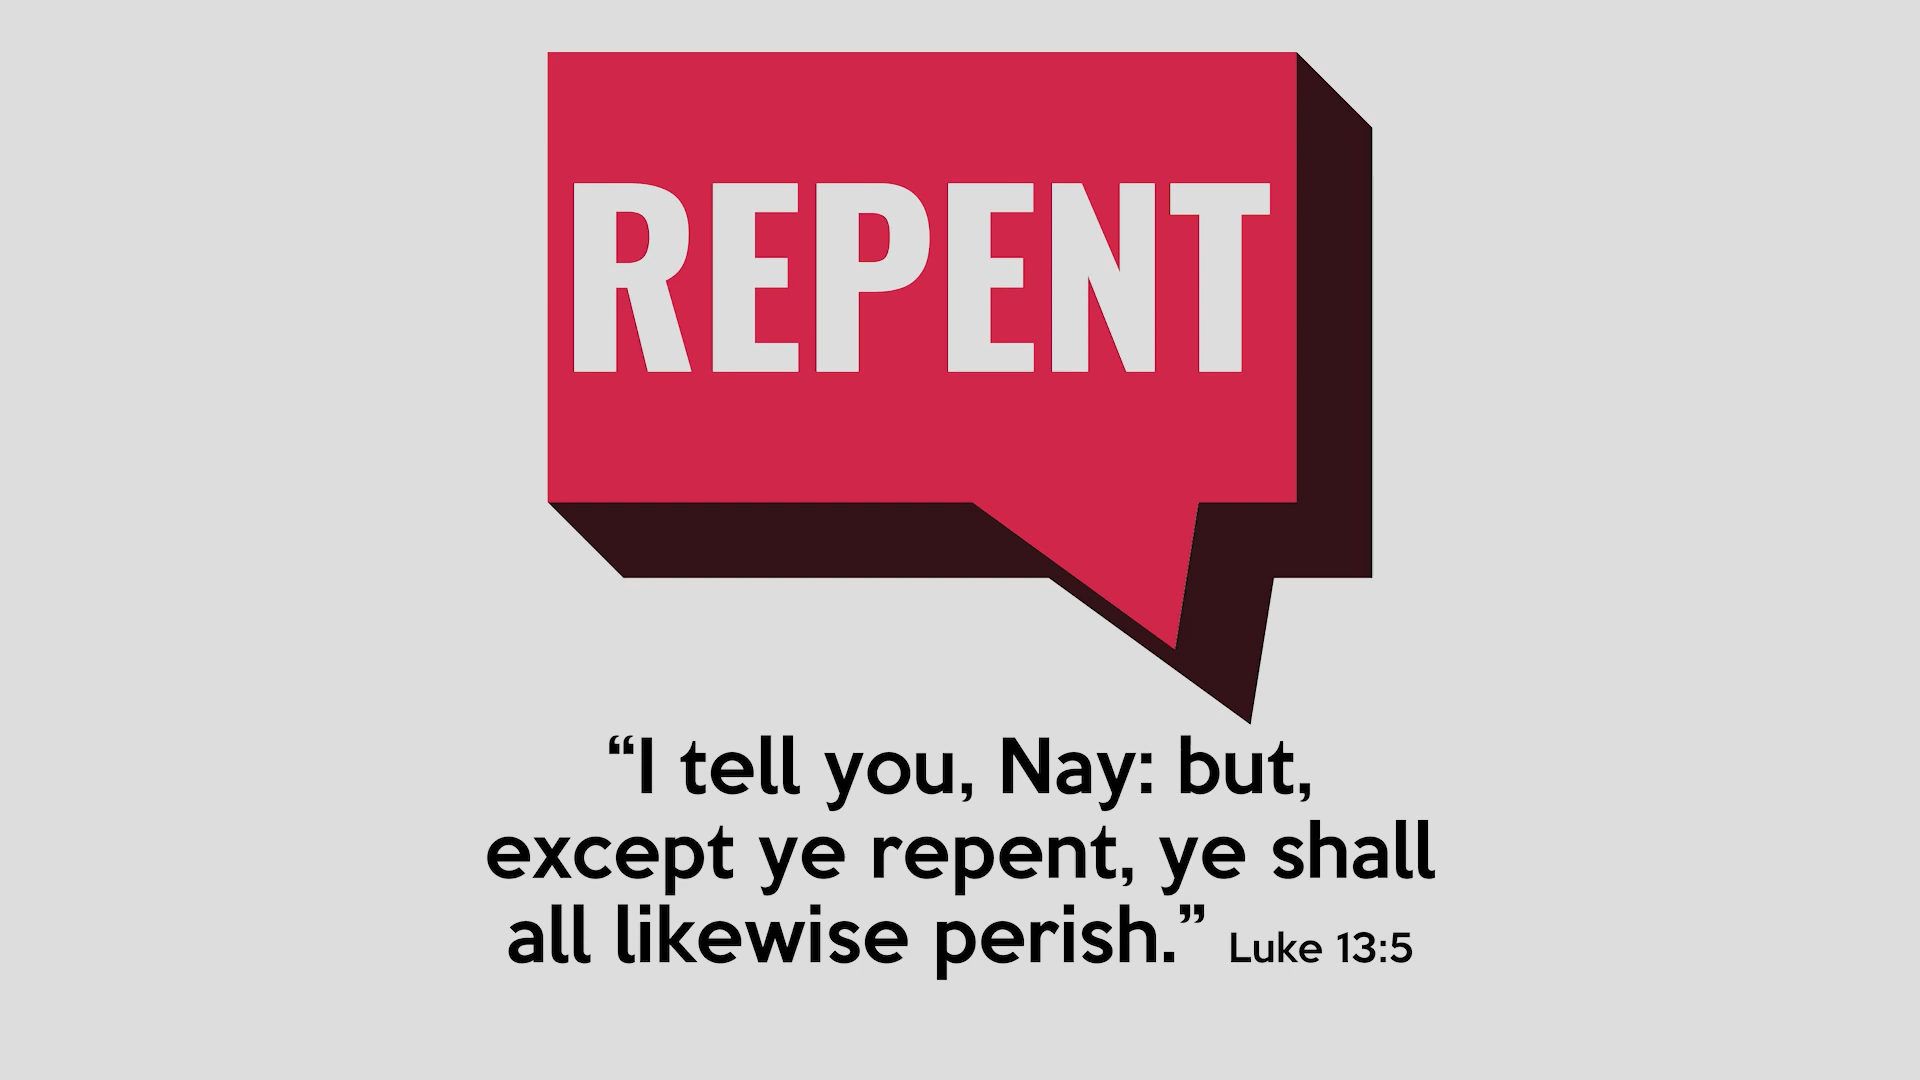 REPENT
“I tell you, Nay: but,
except ye repent, ye shall
all likewise perish.” Luke 13:5